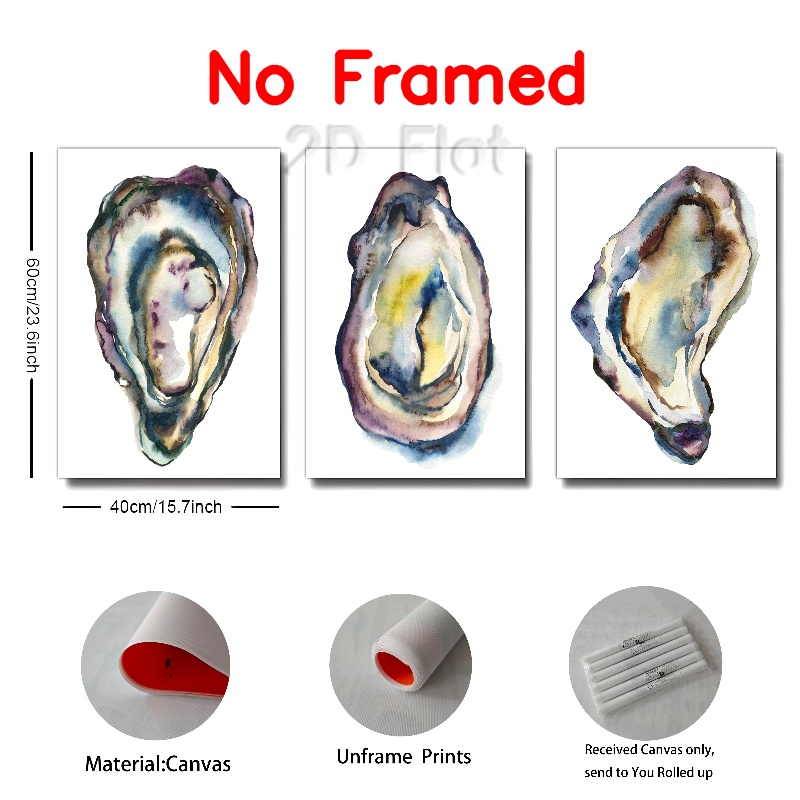 No Framed
2D Flat
60cm/23.6inch
40cm/15.7inch
Material:Canvas
Unframe Prints
Received Canvas only,
send to You Rolled up